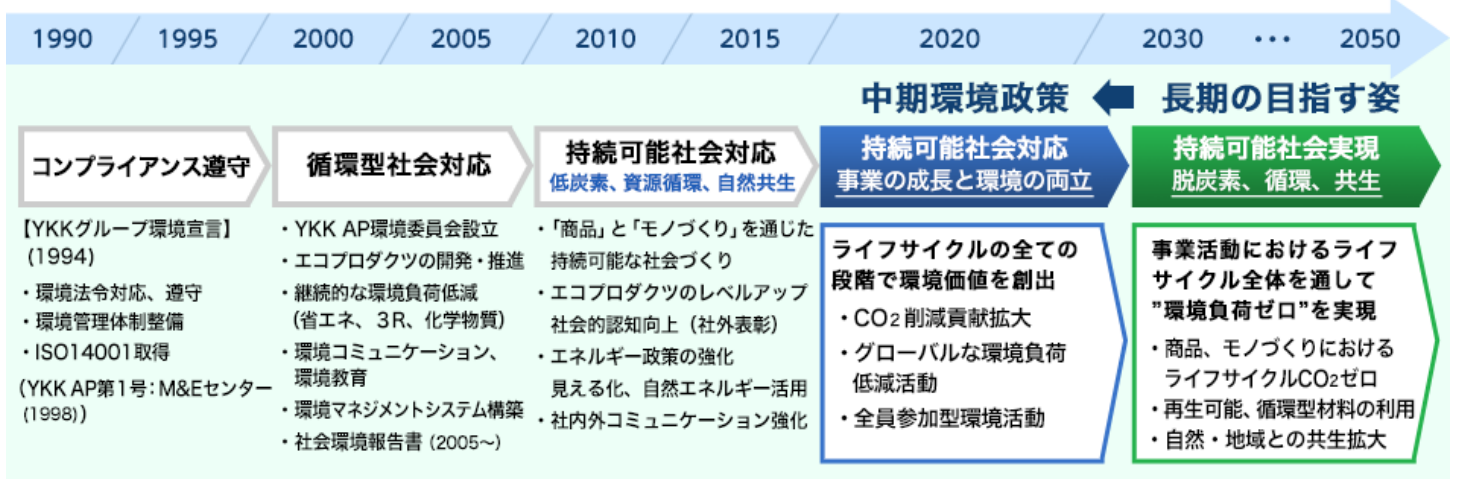 1990 1995 2000 2005 2010 2015 2020 2030 ・・・ 2050
中期環境政策 長期の目指す姿
コンプライアンス遵守
【YKKグループ環境宣言】
(1994)
・環境法令対応、遵守
・環境管理体制整備
・ISO14001取得
(YKK AP第1号:M&Eセンター
(1998))
循環型社会対応
・YKK AP環境委員会設立
・エコプロダクツの開発・推進
・継続的な環境負荷低減
(省エネ、3R、化学物質)
・環境コミュニケーション、
環境教育
・環境マネジメントシステム構築
・社会環境報告書(2005~)
持続可能社会対応
低炭素、資源循環、自然共生
・「商品」と「モノづくり」を通じた
持続可能な社会づくり
・エコプロダクツのレベルアップ
社会的認知向上(社外表彰)
・エネルギー政策の強化
見える化、自然エネルギー活用
・社内外コミュニケーション強化
持続可能社会対応
事業の成長と環境の両立
ライフサイクルの全ての
段階で環境価値を創出
・CO2削減貢献拡大
・グローバルな環境負荷
低減活動
・全員参加型環境活動
持続可能社会実現
脱炭素、循環、共生
事業活動におけるライフ
サイクル全体を通して
”環境負荷ゼロ”を実現
・商品、モノづくりにおける
ライフサイクルCO2ゼロ
・再生可能、循環型材料の利用
・自然・地域との共生拡大